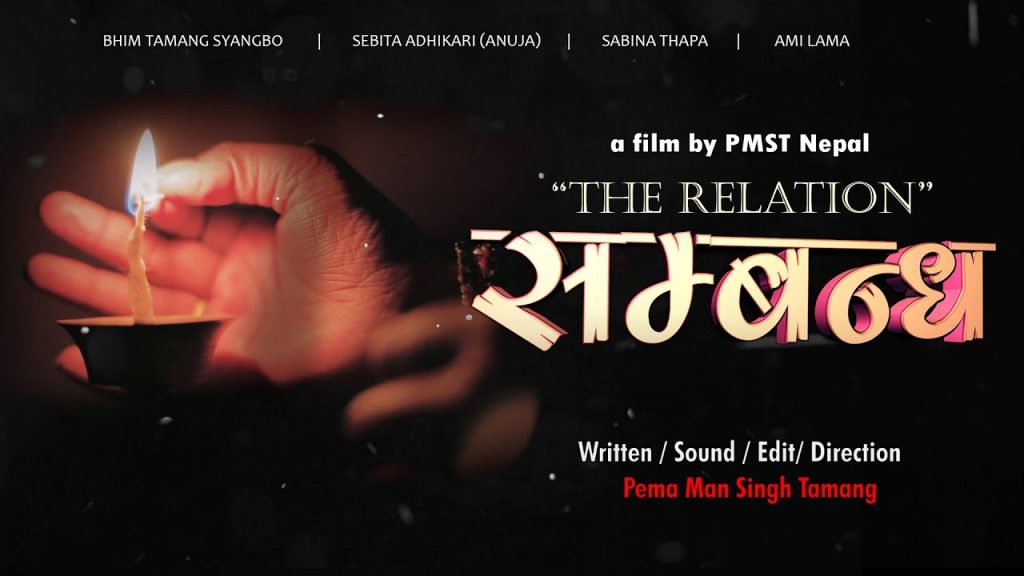 BHIM TAMANG SYANGBO | SEBITA ADHIKARI (ANUJA) | SABINA THAPA | AMI LAMA
a film by PMST Nepal
“THE RELATION”
सम्बन्ध
Written / Sound / Edit/ Direction
Pema Man Singh Tamang